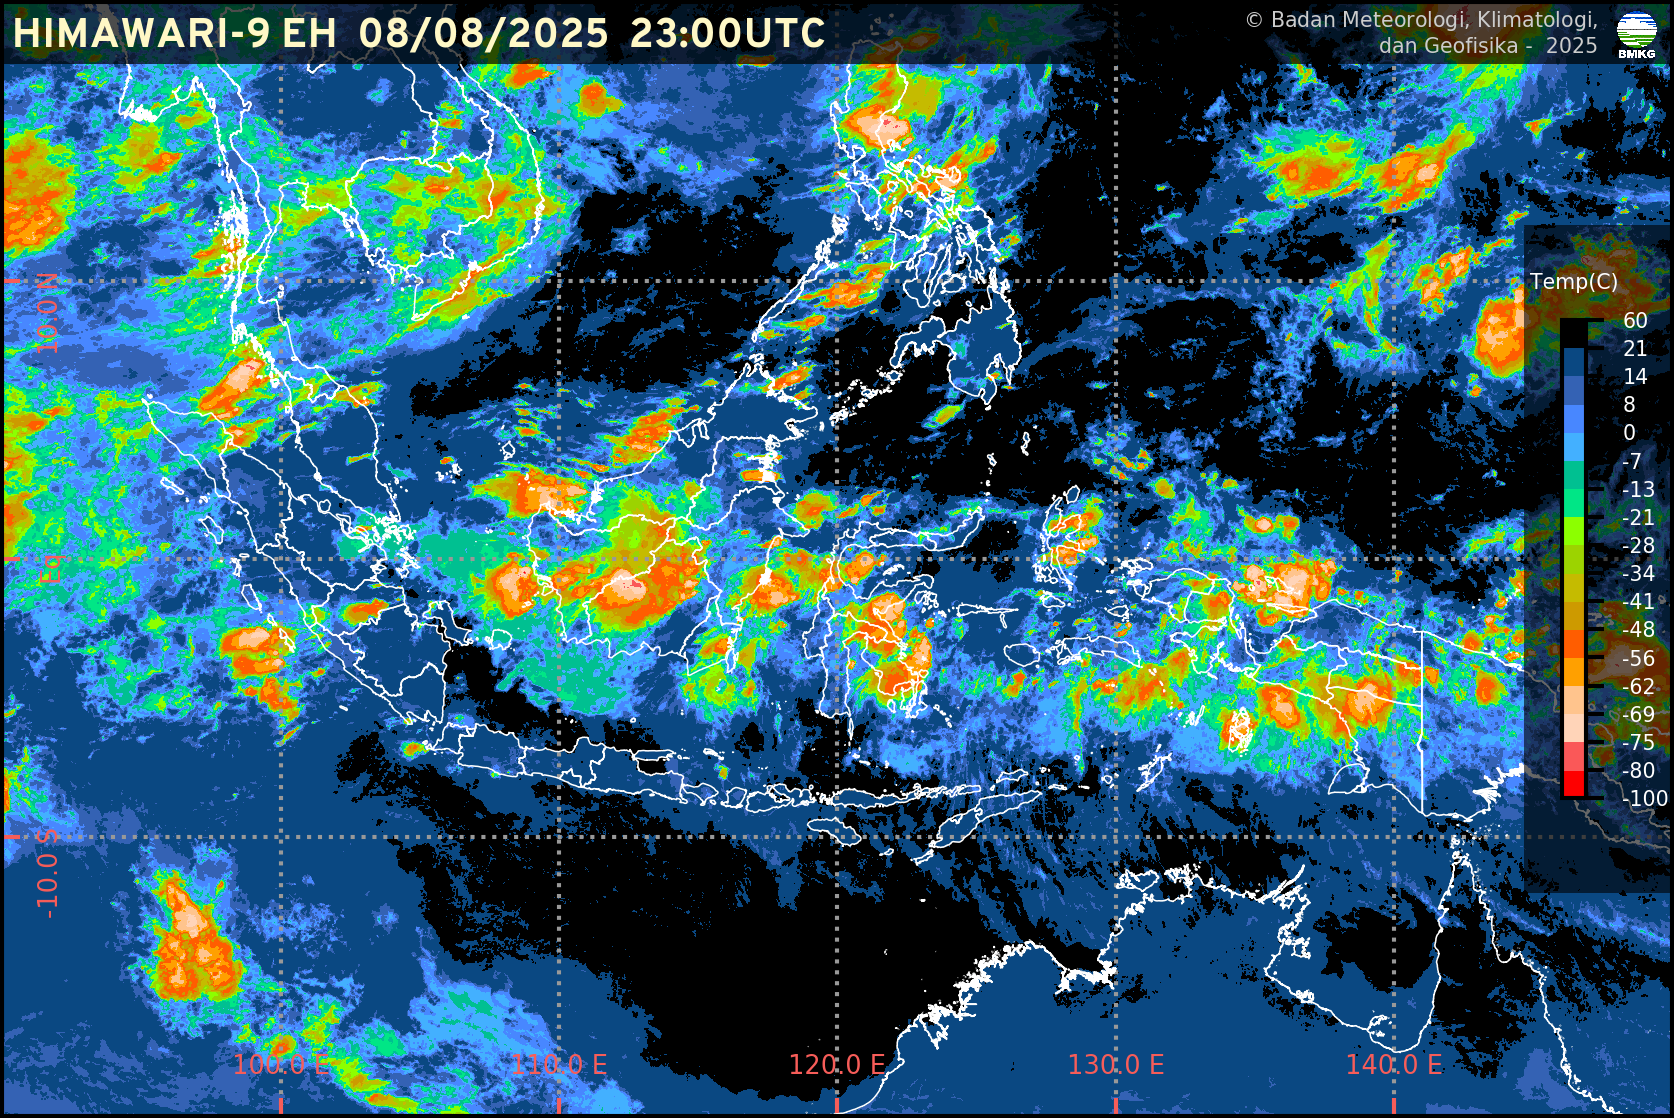 HIMAWARI-9 EH 08/08/2025 23:00UTC
© Badan Meteorologi, Klimatologi,
dan Geofisika - 2025
BMKG
Temp(C)
60
21
14
8
0
-7
-13
-21
-28
-34
-41
-48
-56
-62
-69
-75
-80
-100
10.0 N
Eq
-10.0 S
100.0 E
110.0 E
120.0 E
130.0 E
140.0 E